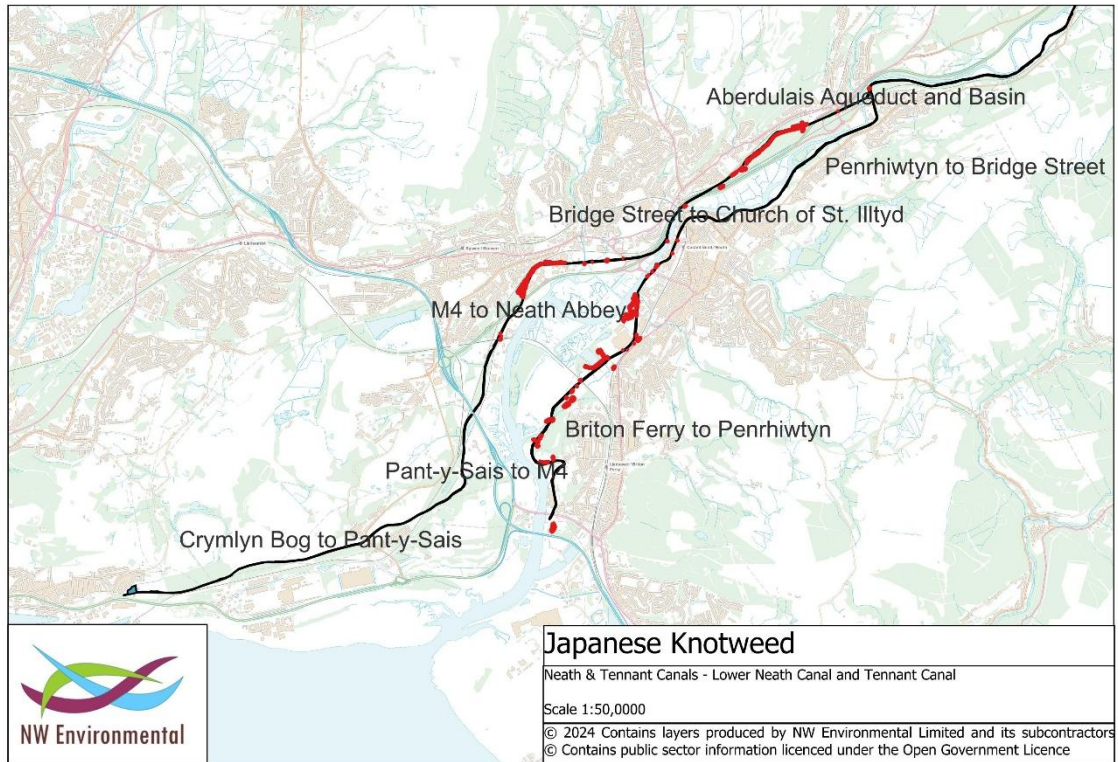 Aberdulais Aqueduct and Basin
Penrhiwtyn to Bridge Street
Bridge Street to Church of St. Illtyd
M4 to Neath Abbey
Briton Ferry to Penrhiwtyn
Pant-y-Sais to M4
Crymlyn Bog to Pant-y-Sais
NW Environmental
Japanese Knotweed
Neath & Tennant Canals - Lower Neath Canal and Tennant Canal
Scale 1:50,0000
© 2024 Contains layers produced by NW Environmental Limited and its subcontractors
© Contains public sector information licenced under the Open Government Licence